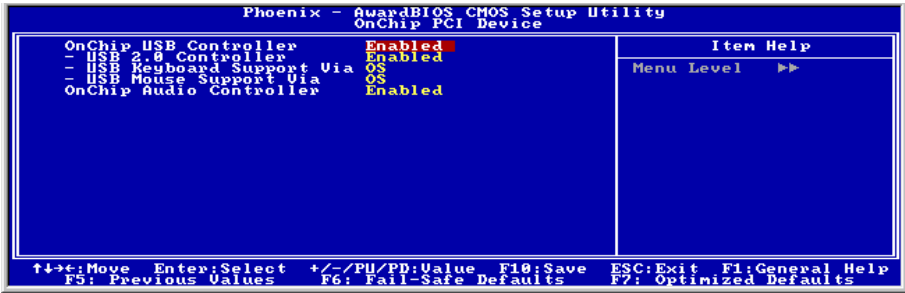 Phoenix - AwardBIOS CMOS Setup Utility
OnChip PCI Device
OnChip USB Controller Enabled
- USB 2.0 Controller Enabled
- USB Keyboard Support Via OS
- USB Mouse Support Via OS
OnChip Audio Controller Enabled
Item Help
Menu Level ▶▶
↑↓→←:Move Enter:Select +/-/PU/PD:Value F10:Save ESC:Exit F1:General Help
F5: Previous Values F6: Fail-Safe Defaults F7: Optimized Defaults